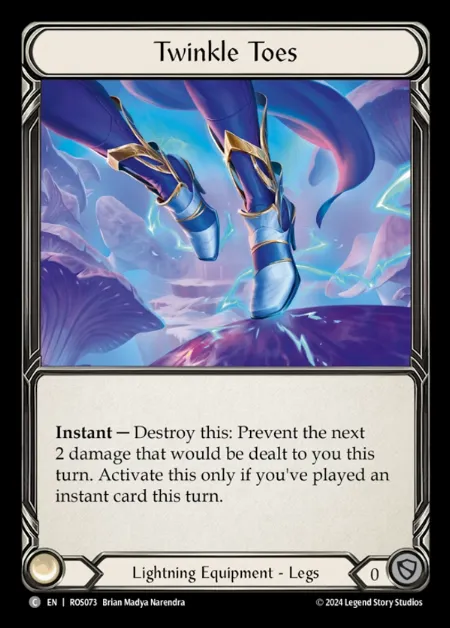 Twinkle Toes
Instant — Destroy this: Prevent the next
2 damage that would be dealt to you this
turn. Activate this only if you've played an
instant card this turn.
Lightning Equipment - Legs
0
C EN | ROS073 Brian Madya Narendra
© 2024 Legend Story Studios